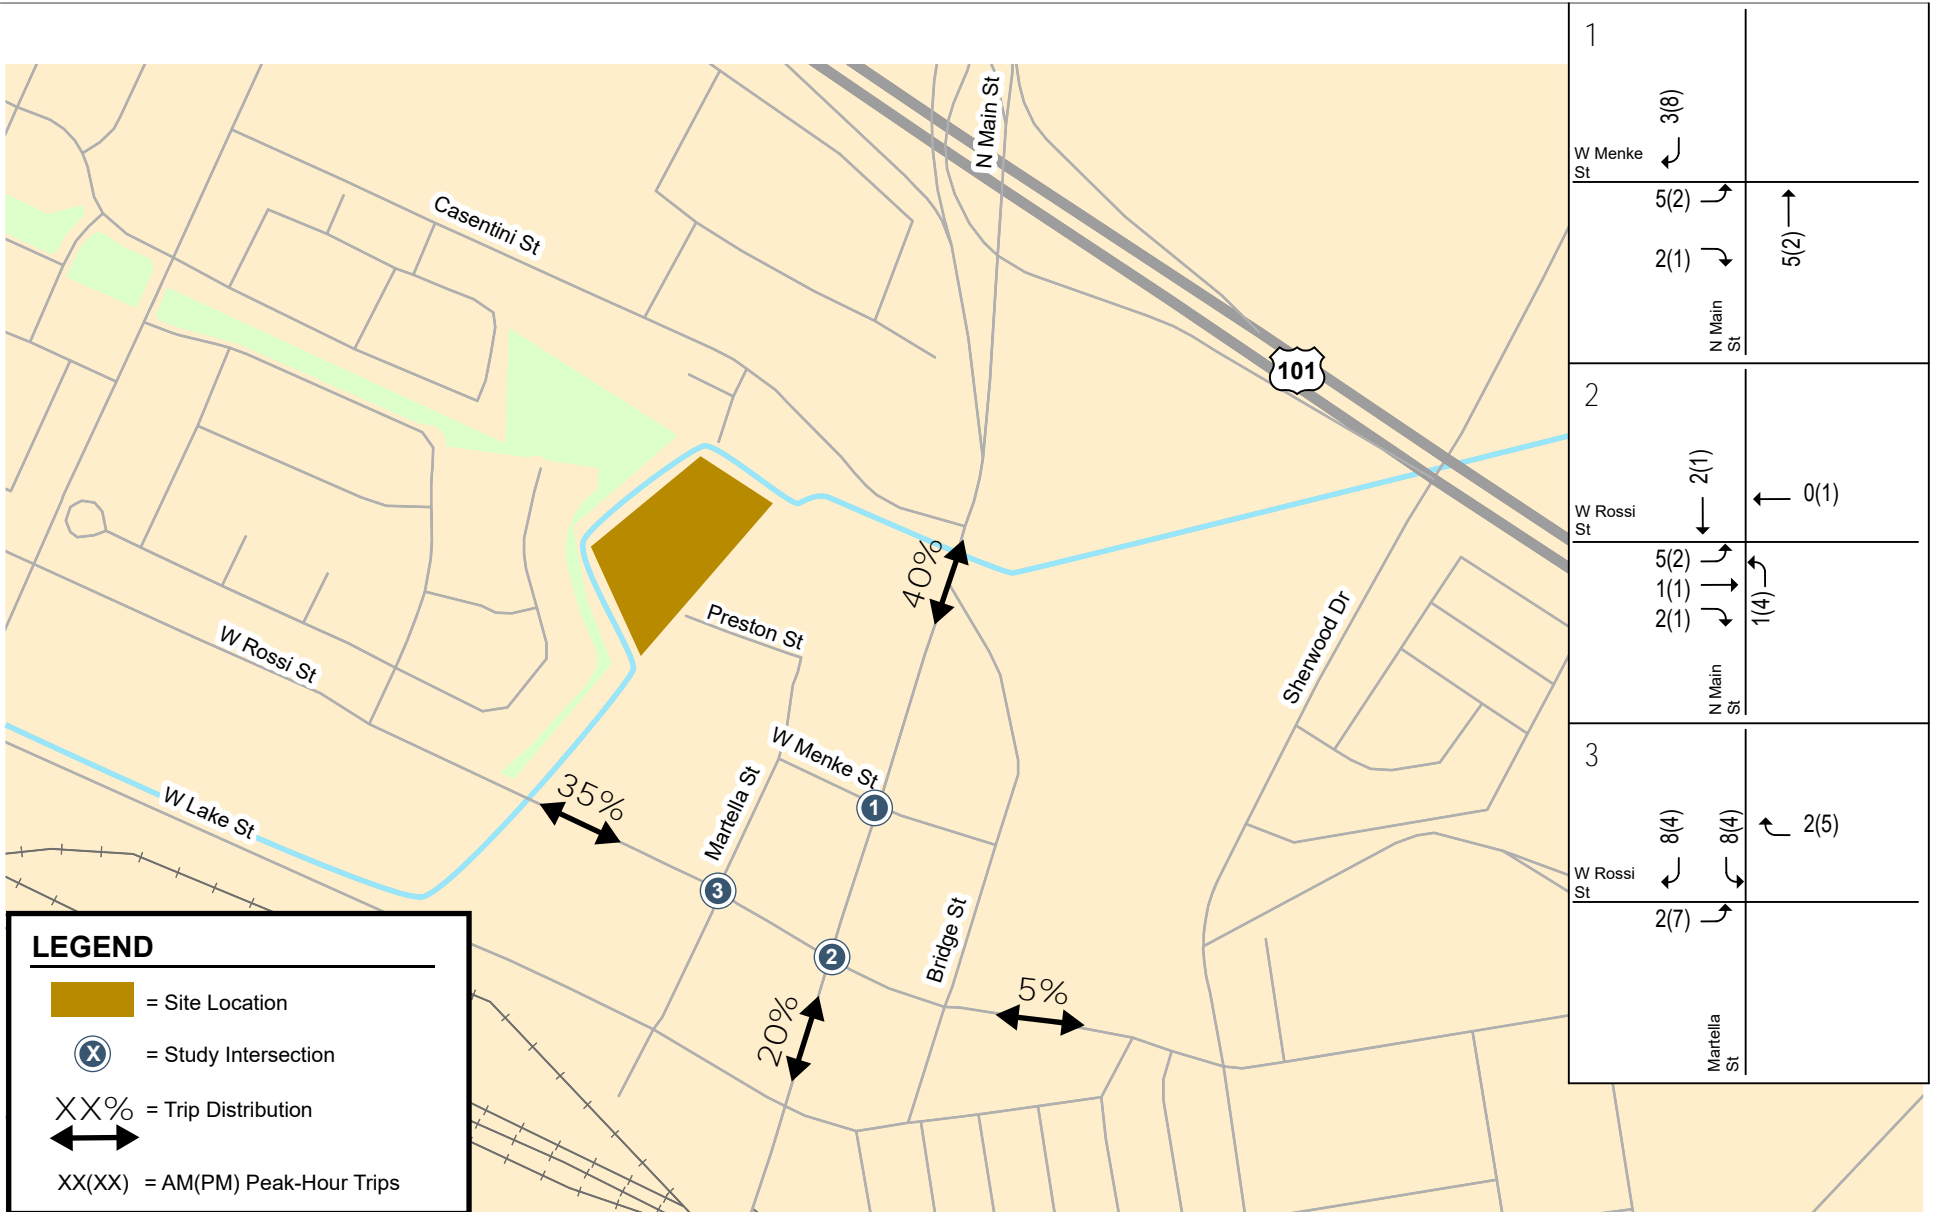 N Main St
Casentini St
101
40%
Preston St
W Rossi St
Sherwood Dr
W Menke St
1
35%
W Lake St
Martella St
3
Bridge St
2
5%
20%
LEGEND
= Site Location
X = Study Intersection
XX% = Trip Distribution
XX(XX) = AM(PM) Peak-Hour Trips
1
3(8)
W Menke
St
5(2)
2(1)
5(2)
N Main
St
2
2(1)
0(1)
W Rossi
St
5(2)
1(1)
2(1)
1(4)
N Main
St
3
8(4)
8(4)
2(5)
W Rossi
St
2(7)
Martella
St